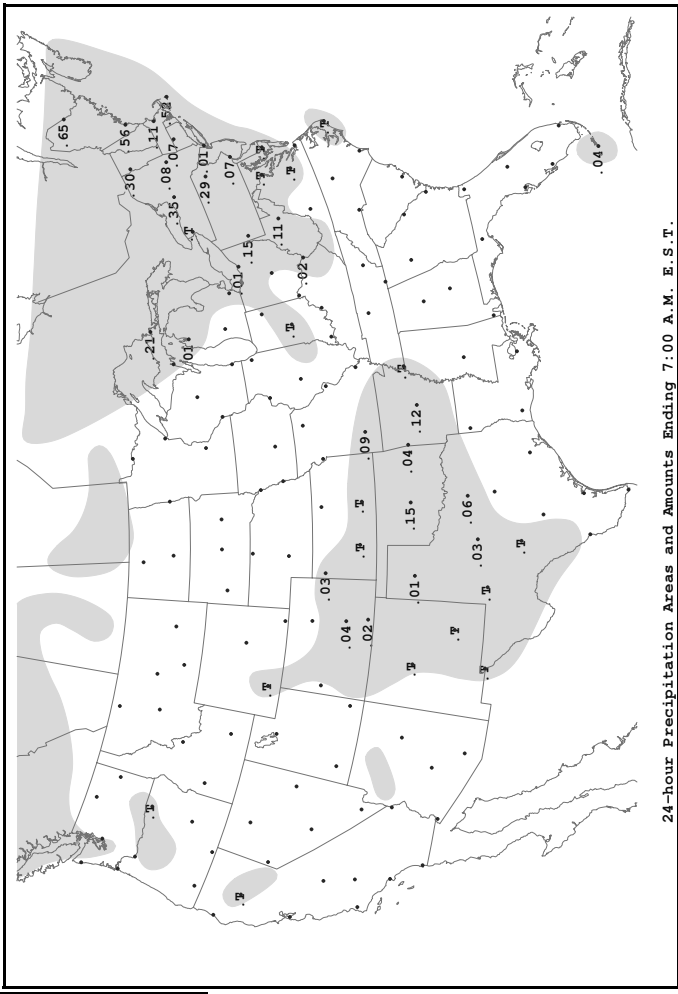 .65
.56
.30
.11
.52
T
.21
.08
.07
.35
.01
T
.29
.01
.07
T
.01
.15
T
T
T
.11
T
T
.02
T
.03
.04
T
T
.09
.02
T
T
.15
.04
.01
.12
T
.06
.03
T
T
T
.04
24-hour Precipitation Areas and Amounts Ending 7:00 A.M. E.S.T.